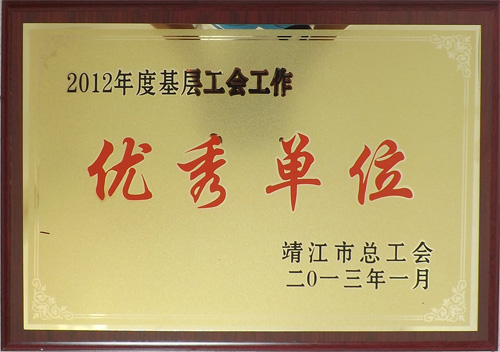 2012年度基层工会工作
优秀单位
靖江市总工会
二〇一三年一月